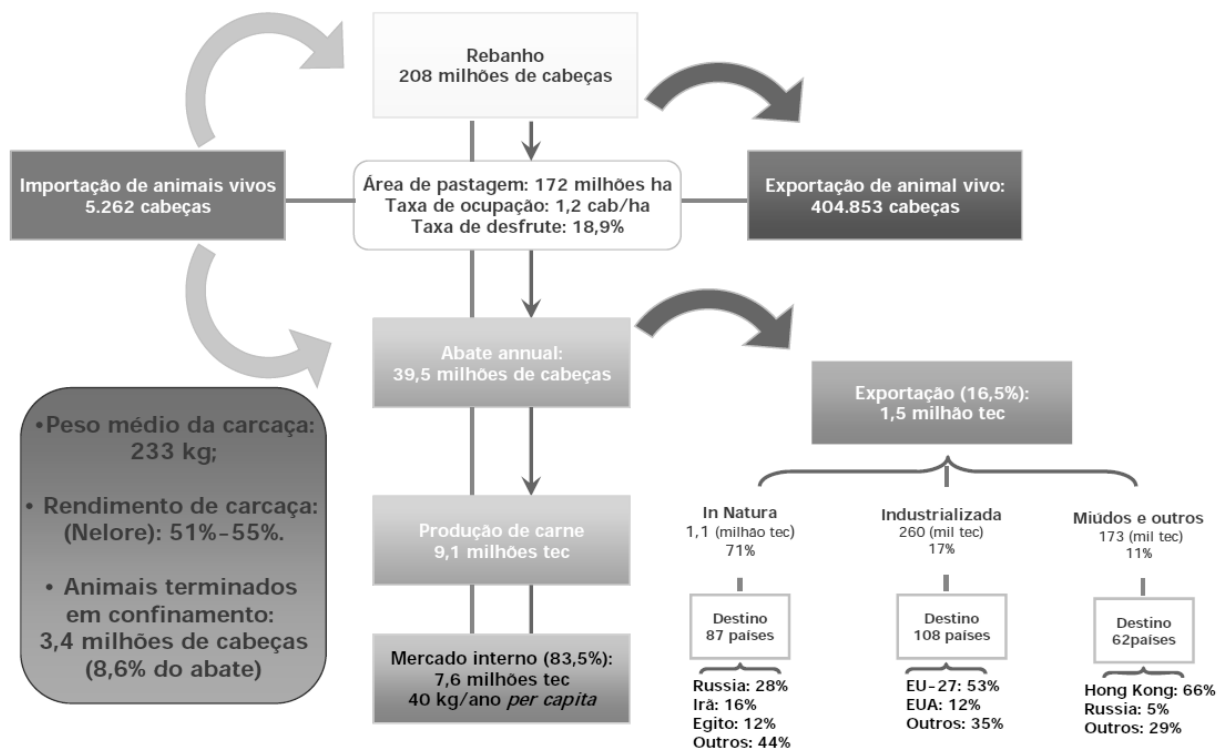 Rebanho
208 milhões de cabeças
Importação de animais vivos
5.262 cabeças
Área de pastagem: 172 milhões ha
Taxa de ocupação: 1,2 cab/ha
Taxa de desfrute: 18,9%
Exportação de animal vivo:
404.853 cabeças
Abate annual:
39,5 milhões de cabeças
Exportação (16,5%):
1,5 milhão tec
•Peso médio da carcaça:
233 kg;
• Rendimento de carcaça:
(Nelore): 51%-55%.
• Animais terminados
em confinamento:
3,4 milhões de cabeças
(8,6% do abate)
Produção de carne
9,1 milhões tec
Mercado interno (83,5%):
7,6 milhões tec
40 kg/ano per capita
In Natura
1,1 (milhão tec)
71%
Industrializada
260 (mil tec)
17%
Miúdos e outros
173 (mil tec)
11%
Destino
87 países
Destino
108 países
Destino
62países
Russia: 28%
Irã: 16%
Egito: 12%
Outros: 44%
EU-27: 53%
EUA: 12%
Outros: 35%
Hong Kong: 66%
Russia: 5%
Outros: 29%